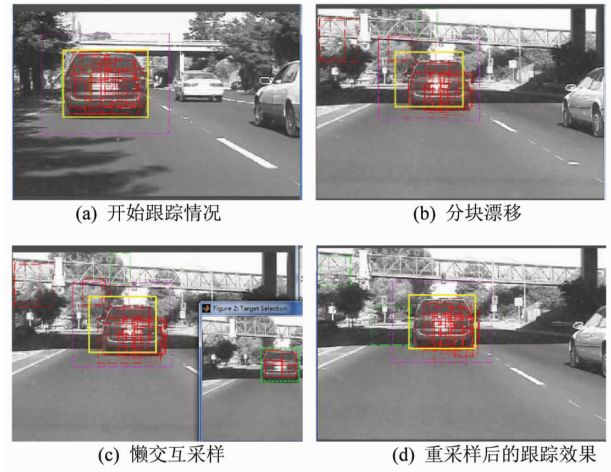 (a) 开始跟踪情况
(b) 分块漂移
Figure 2: Target Selection
(c) 懒交互采样
(d) 重采样后的跟踪效果